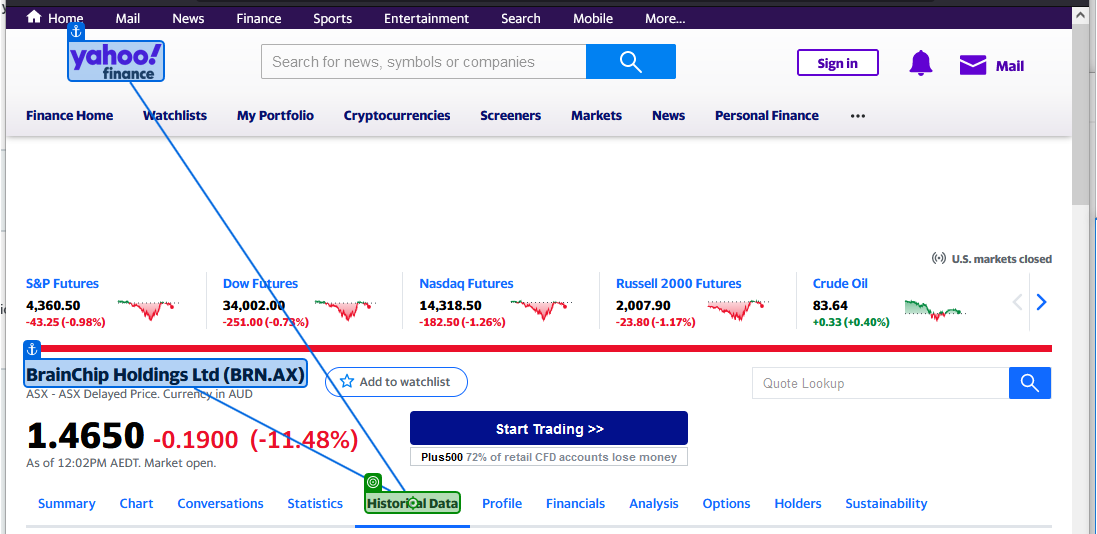 Home Mail News Finance Sports Entertainment Search Mobile More...
yahoo!
finance
Search for news, symbols or companies
Sign in
Mail
Finance Home Watchlists My Portfolio Cryptocurrencies Screeners Markets News Personal Finance ...
U.S. markets closed
S&P Futures Dow Futures Nasdaq Futures Russell 2000 Futures Crude Oil
4,360.50 34,002.00 14,318.50 2,007.90 83.64
-43.25 (-0.98%) -251.00 (-0.73%) -182.50 (-1.26%) -23.80 (-1.17%) +0.33 (+0.40%)
BrainChip Holdings Ltd (BRN.AX)
Add to watchlist
Quote Lookup
ASX - ASX Delayed Price. Currency in AUD
1.4650 -0.1900 (-11.48%)
Start Trading >>
Plus500 72% of retail CFD accounts lose money
As of 12:02PM AEDT. Market open.
Summary Chart Conversations Statistics Historical Data Profile Financials Analysis Options Holders Sustainability